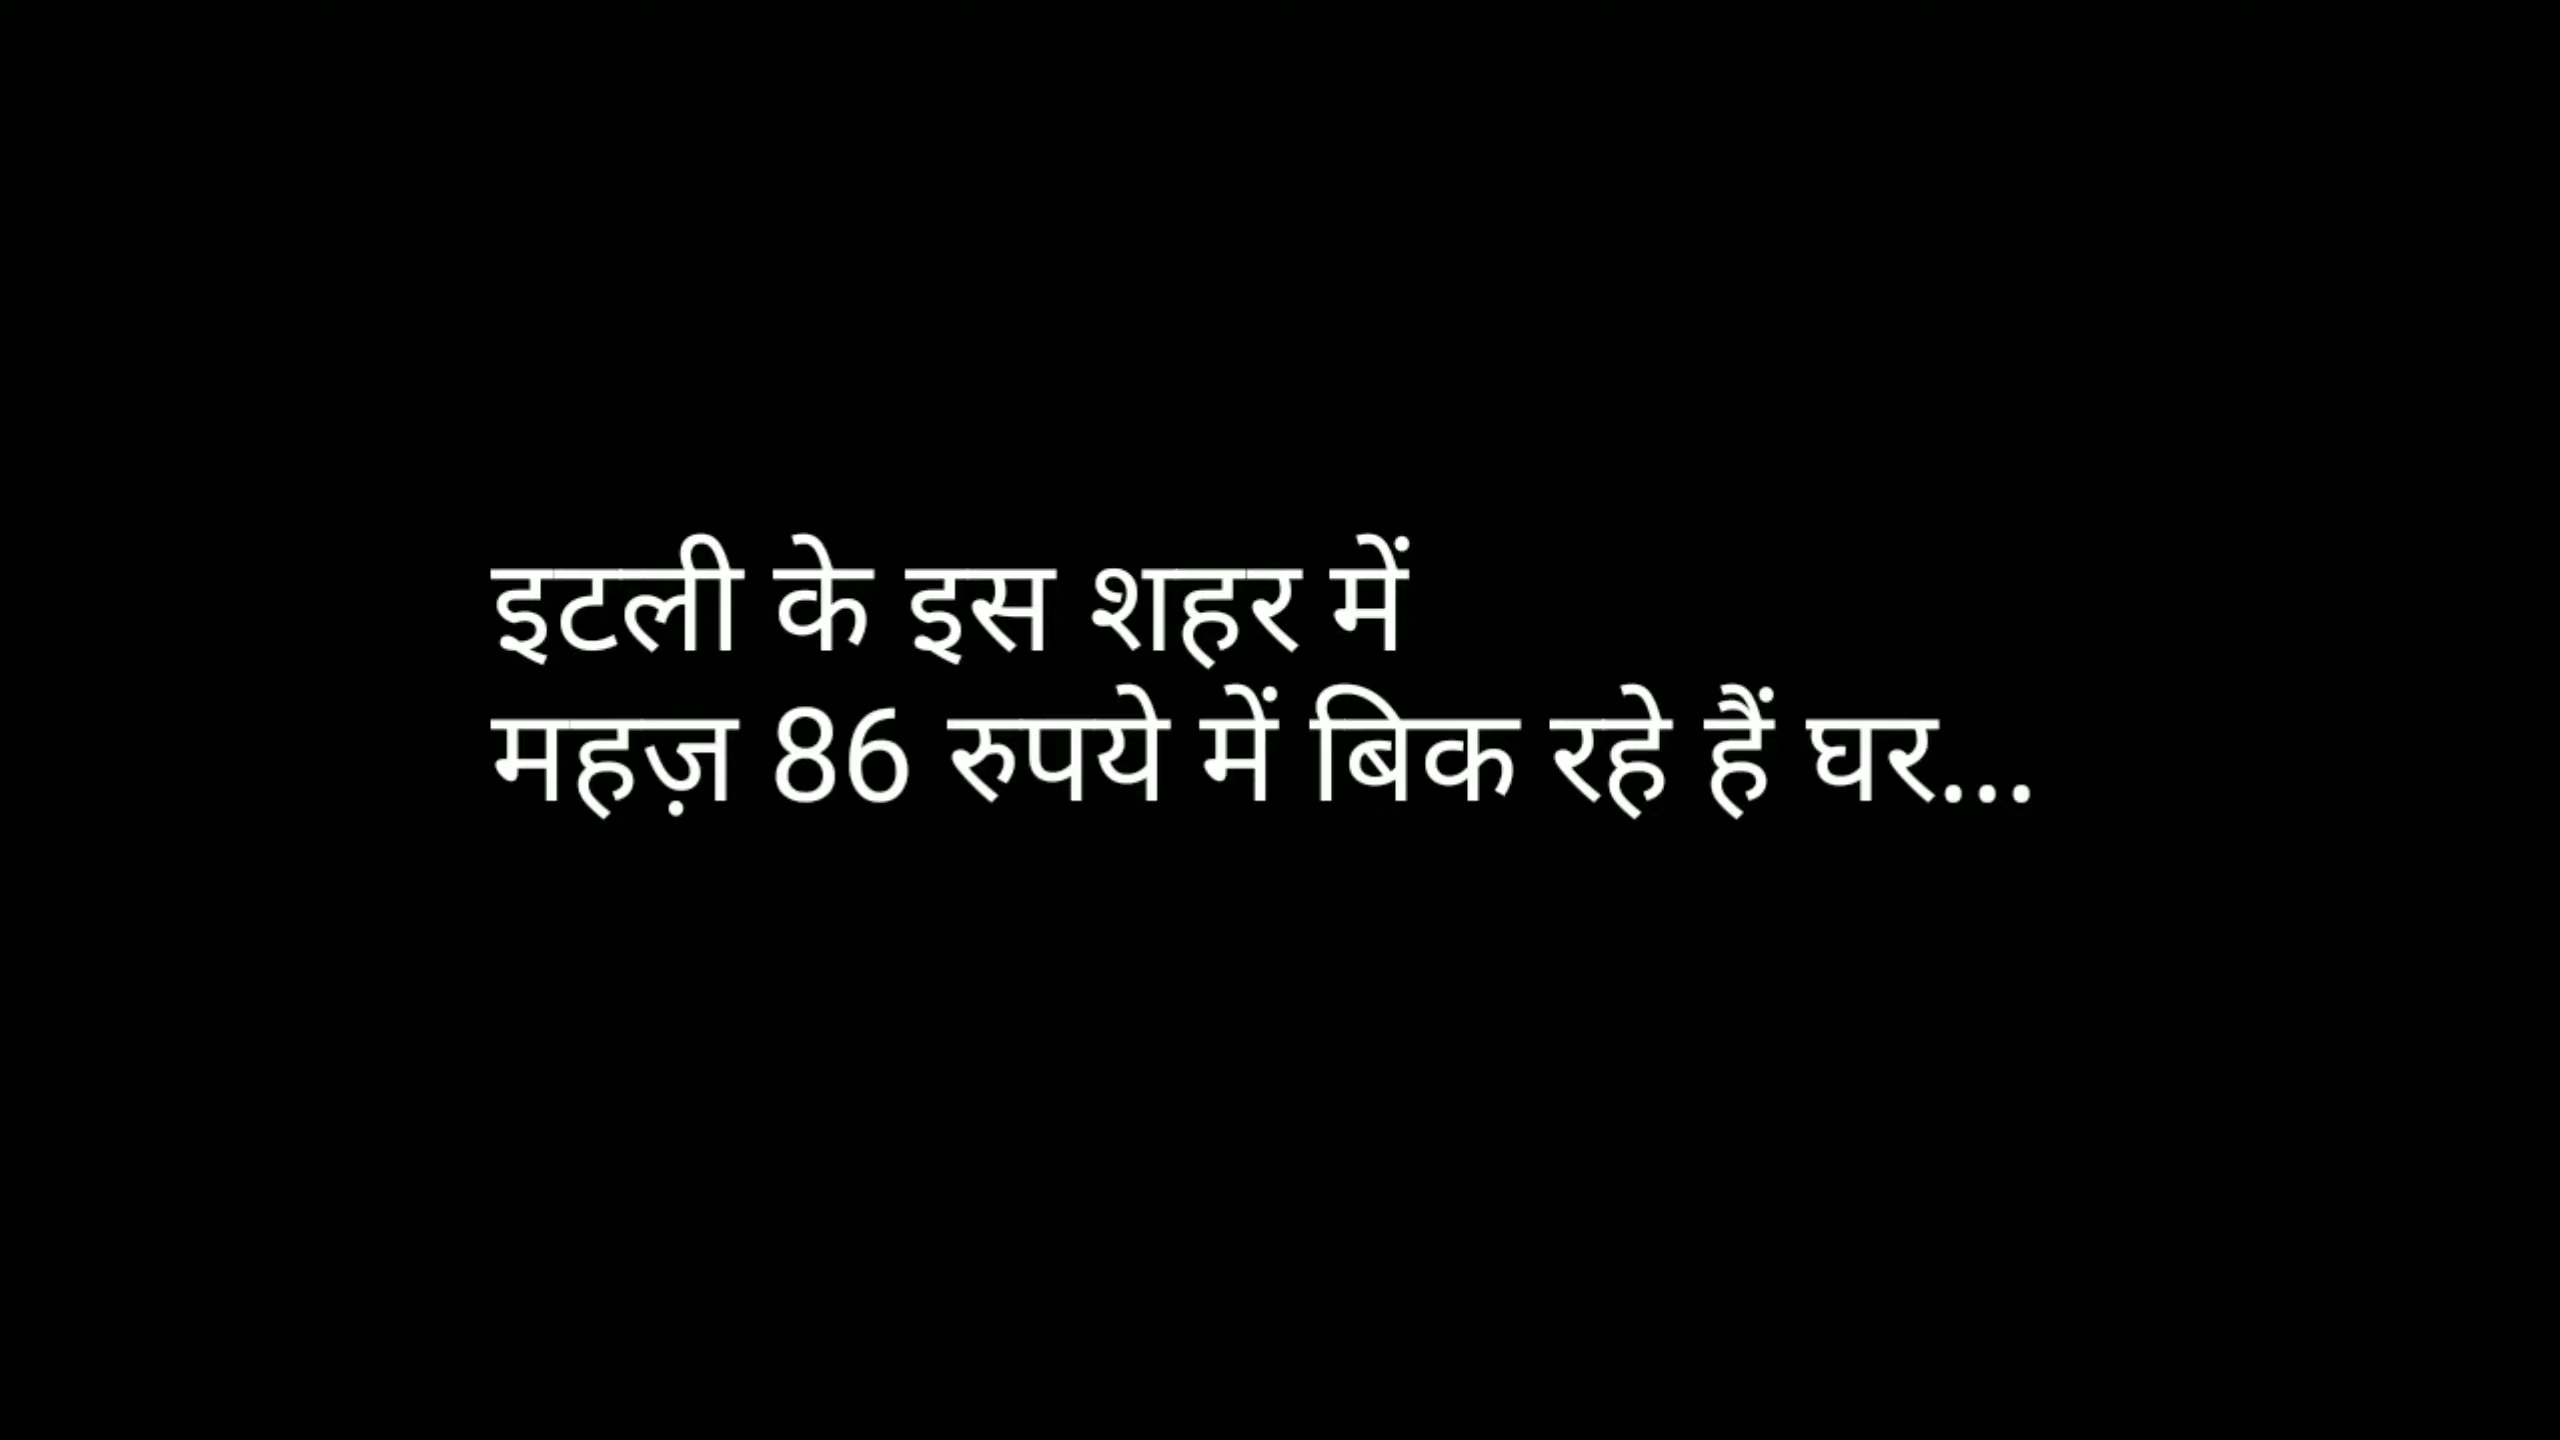 इटली के इस शहर में
महज़ 86 रुपये में बिक रहे हैं घर...